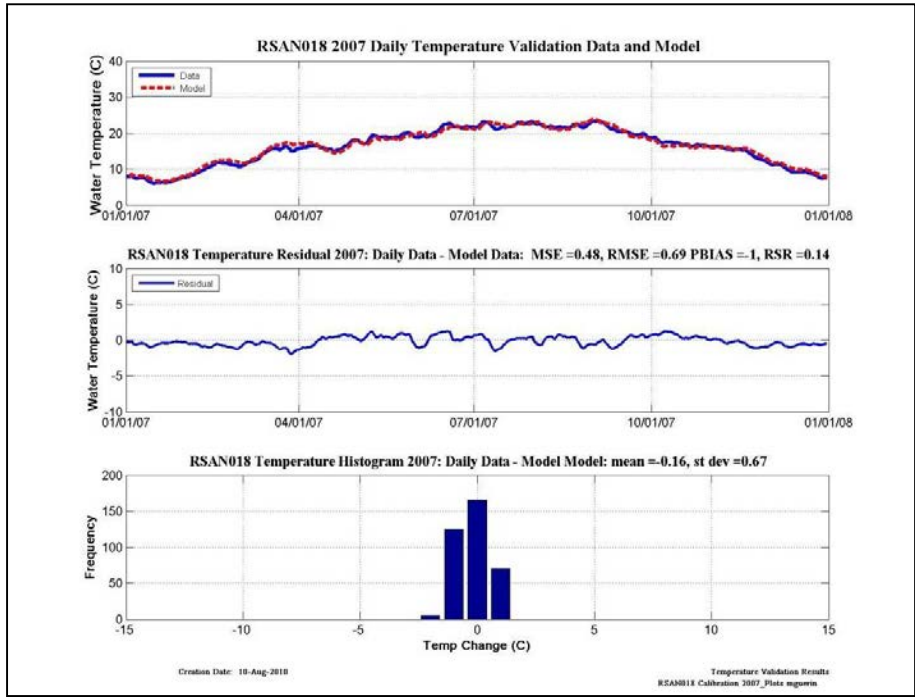 RSAN018 2007 Daily Temperature Validation Data and Model
Water Temperature (C)
40
30
20
10
0
Data
Model
01/01/07 04/01/07 07/01/07 10/01/07 01/01/08
RSAN018 Temperature Residual 2007: Daily Data - Model Data: MSE =0.48, RMSE =0.69 PBIAS =-1, RSR =0.14
Water Temperature (C)
10
5
0
-5
-10
Residual
01/01/07 04/01/07 07/01/07 10/01/07 01/01/08
RSAN018 Temperature Histogram 2007: Daily Data - Model Model: mean =-0.16, st dev =0.67
Frequency
200
150
100
50
0
-15 -10 -5 0 5 10 15
Temp Change (C)
Creation Date: 10-Aug-2010
Temperature Validation Results
RSAN018 Calibration 2007_Plots mguerin